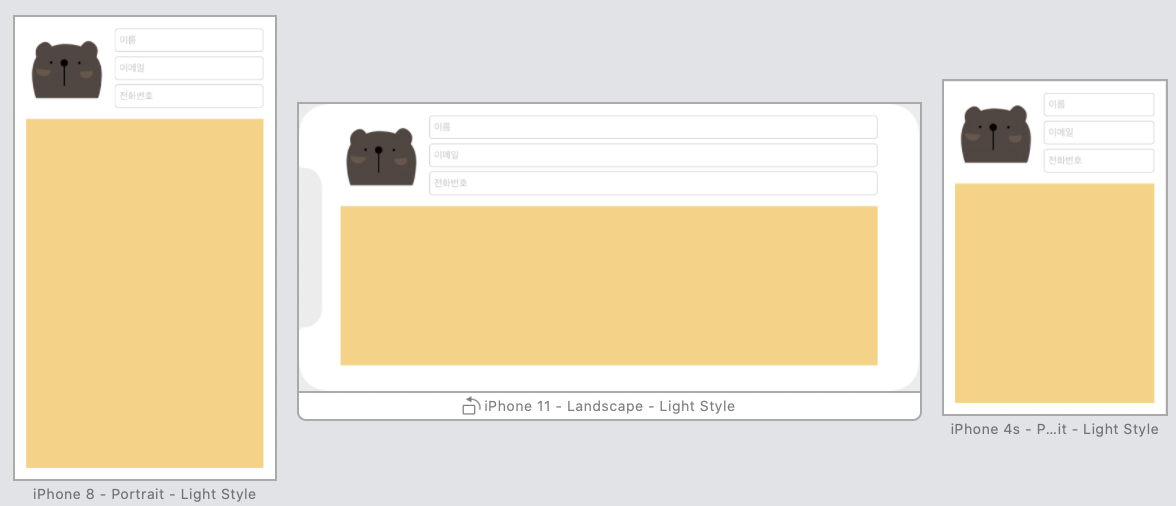 이름
이메일
전화번호
iPhone 8 - Portrait - Light Style
이름
이메일
전화번호
iPhone 11 - Landscape - Light Style
이름
이메일
전화번호
iPhone 4s - P...it - Light Style